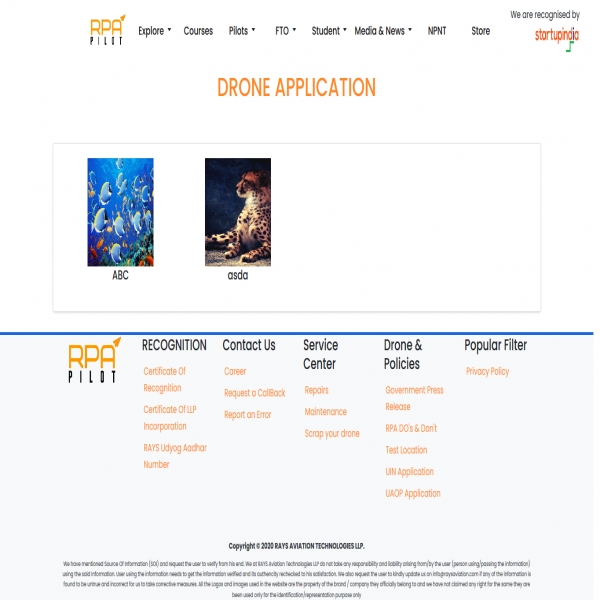 We are recognised by
RPA
PILOT
Explore
Courses
Pilots
FTO
Student
Media & News
NPNT
Store
startupindia
DRONE APPLICATION
ABC
asda
RPA
PILOT
RECOGNITION
Certificate Of
Recognition
Certificate Of LLP
Incorporation
RAYS Udyog Aadhar
Number
Contact Us
Career
Request a CallBack
Report an Error
Service
Center
Repairs
Maintenance
Scrap your drone
Drone &
Policies
Government Press
Release
RPA DO's & Don't
Test Location
UIN Application
UAOP Application
Popular Filter
Privacy Policy
Copyright © 2020 RAYS AVIATION TECHNOLOGIES LLP.
We have mentioned Source Of Information (SOI) and request the user to verify from his end. We at RAYS Aviation Technologies LLP do not take any responsibility and liability arising from/by the user (person using/passing the information)
using the said information. User using the information needs to get the information verified and its authencity rechecked to his satisfaction. We also request the user to kindly update us on info@raysaviation.com if any of the information is
found to be untrue and incorrect for us to take corrective measures. All the Logos and images used in the website are the property of the brand / company they officially belong to and we have not claimed any right for the same they are
been used only for the identification/representation purpose only